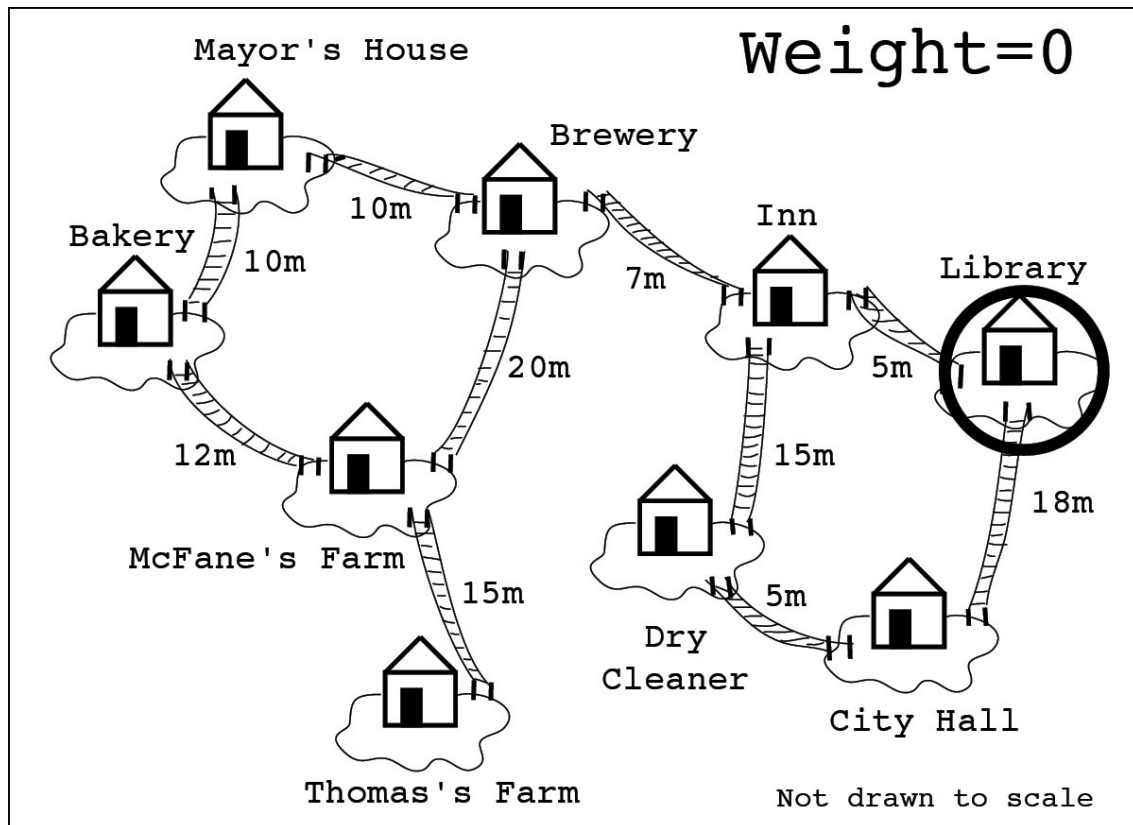 Mayor's House
Weight=0
Brewery
10m
Inn
Bakery
10m
7m
Library
20m
5m
12m
15m
18m
McFane's Farm
15m
5m
Dry
Cleaner
City Hall
Thomas's Farm
Not drawn to scale